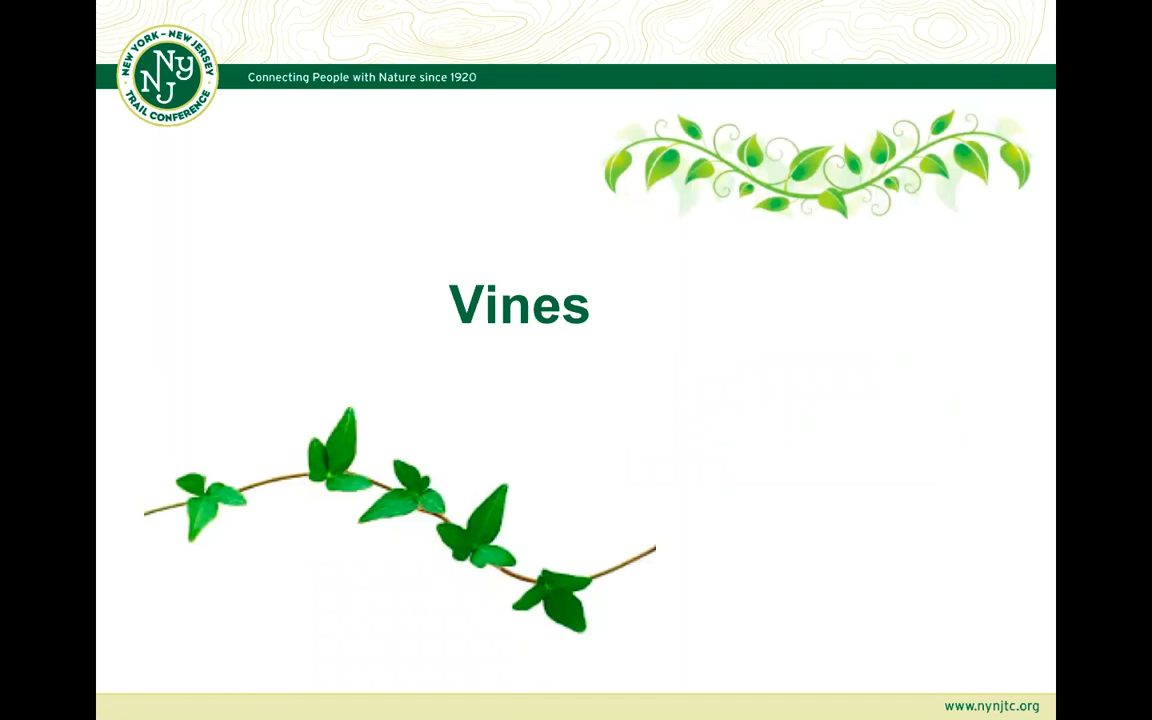 NEW YORK - NEW JERSEY
NY
NJ
TRAIL CONFERENCE
Connecting People with Nature since 1920
Vines
www.nynjtc.org